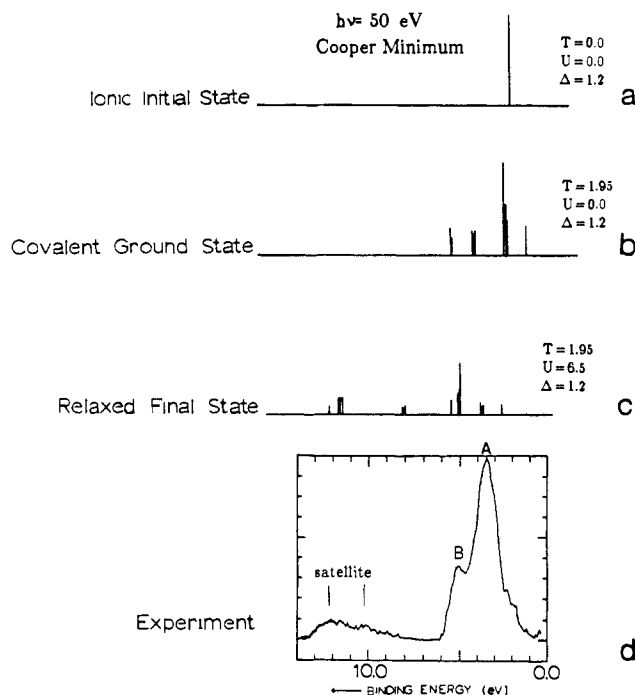 hν= 50 eV
Cooper Minimum
T=0.0
U=0.0
Δ=1.2
Ionic Initial State
a
T=1.95
U=0.0
Δ=1.2
Covalent Ground State
b
T=1.95
U=6.5
Δ=1.2
Relaxed Final State
c
A
B
satellite
Experiment
d
10.0
0.0
← BINDING ENERGY (eV)